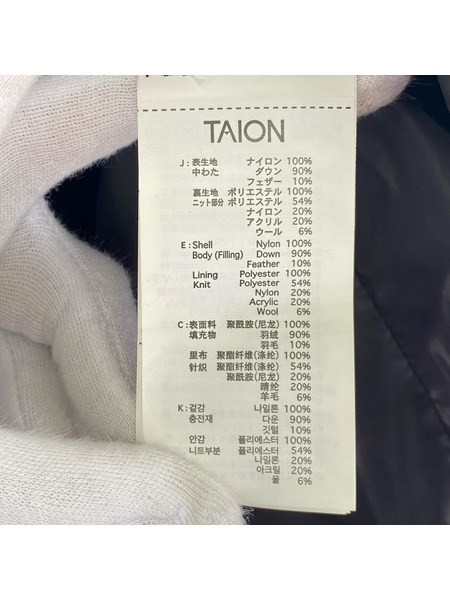 TAION
J : 表生地 ナイロン 100%
中わた ダウン 90%
フェザー 10%
裏生地 ポリエステル 100%
ニット部分 ポリエステル 54%
ナイロン 20%
アクリル 20%
ウール 6%
E : Shell Nylon 100%
Body (Filling) Down 90%
Feather 10%
Lining Polyester 100%
Knit Polyester 54%
Nylon 20%
Acrylic 20%
Wool 6%
C : 表面料 聚酰胺(尼龙) 100%
填充物 羽绒 90%
羽毛 10%
里布 聚酯纤维(涤纶) 100%
针织 聚酯纤维(涤纶) 54%
聚酰胺(尼龙) 20%
晴纶 20%
羊毛 6%
K : 겉감 나일론 100%
충전재 다운 90%
깃털 10%
안감 폴리에스터 100%
니트부분 폴리에스터 54%
나일론 20%
아크릴 20%
울 6%